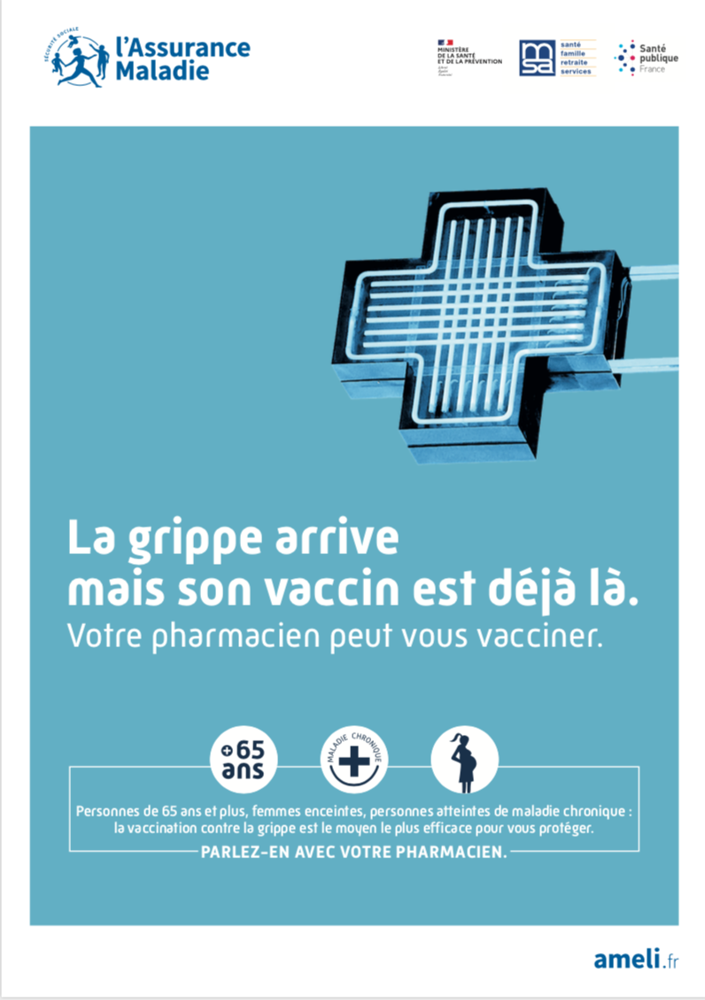 SÉCURITÉ SOCIALE
l'Assurance
Maladie
MINISTÈRE
DE LA SANTÉ
ET DE LA PRÉVENTION
msa
santé
famille
retraite
services
Santé
publique
France
La grippe arrive
mais son vaccin est déjà là.
Votre pharmacien peut vous vacciner.
+65
ans
MALADIE CHRONIQUE
Personnes de 65 ans et plus, femmes enceintes, personnes atteintes de maladie chronique :
la vaccination contre la grippe est le moyen le plus efficace pour vous protéger.
PARLEZ-EN AVEC VOTRE PHARMACIEN.
ameli.fr